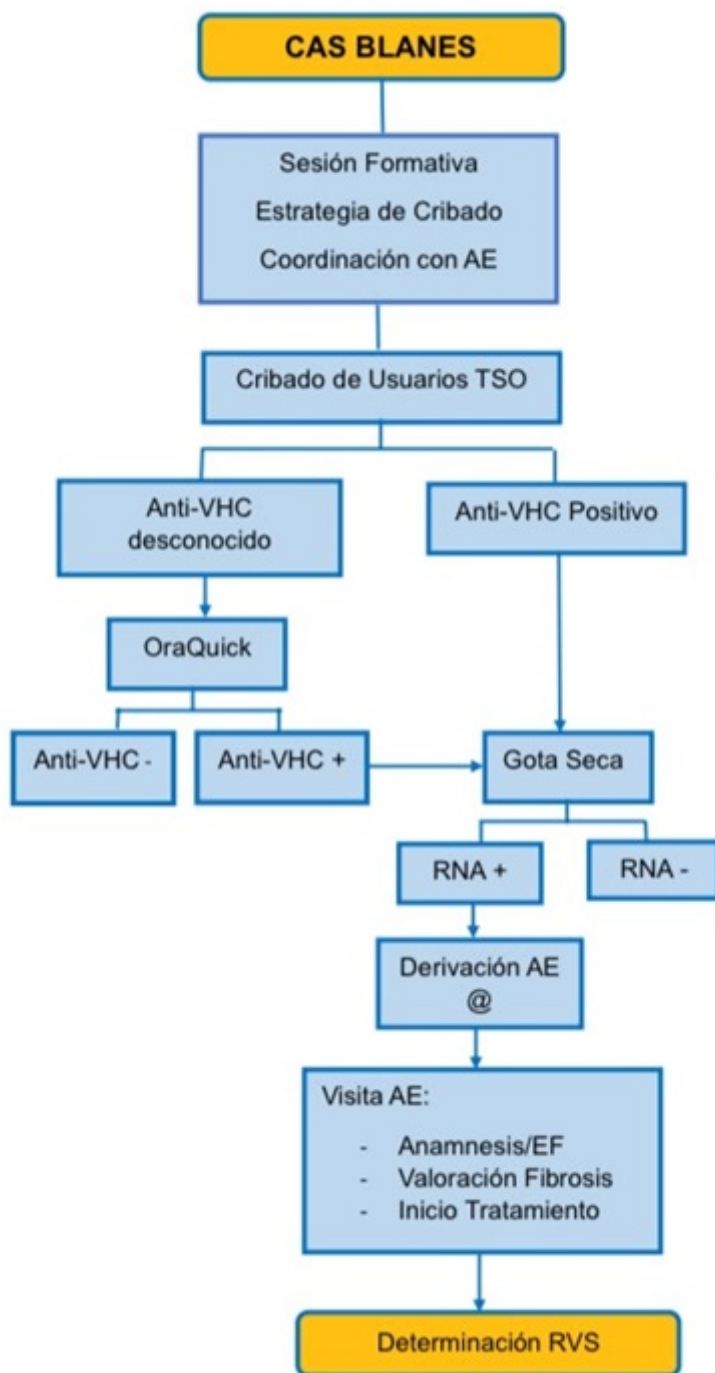 CAS BLANES
Sesión Formativa
Estrategia de Cribado
Coordinación con AE
Cribado de Usuarios TSO
Anti-VHC
desconocido
Anti-VHC Positivo
OraQuick
Anti-VHC -
Anti-VHC +
Gota Seca
RNA +
RNA -
Derivación AE
@
Visita AE:
- Anamnesis/EF
- Valoración Fibrosis
- Inicio Tratamiento
Determinación RVS